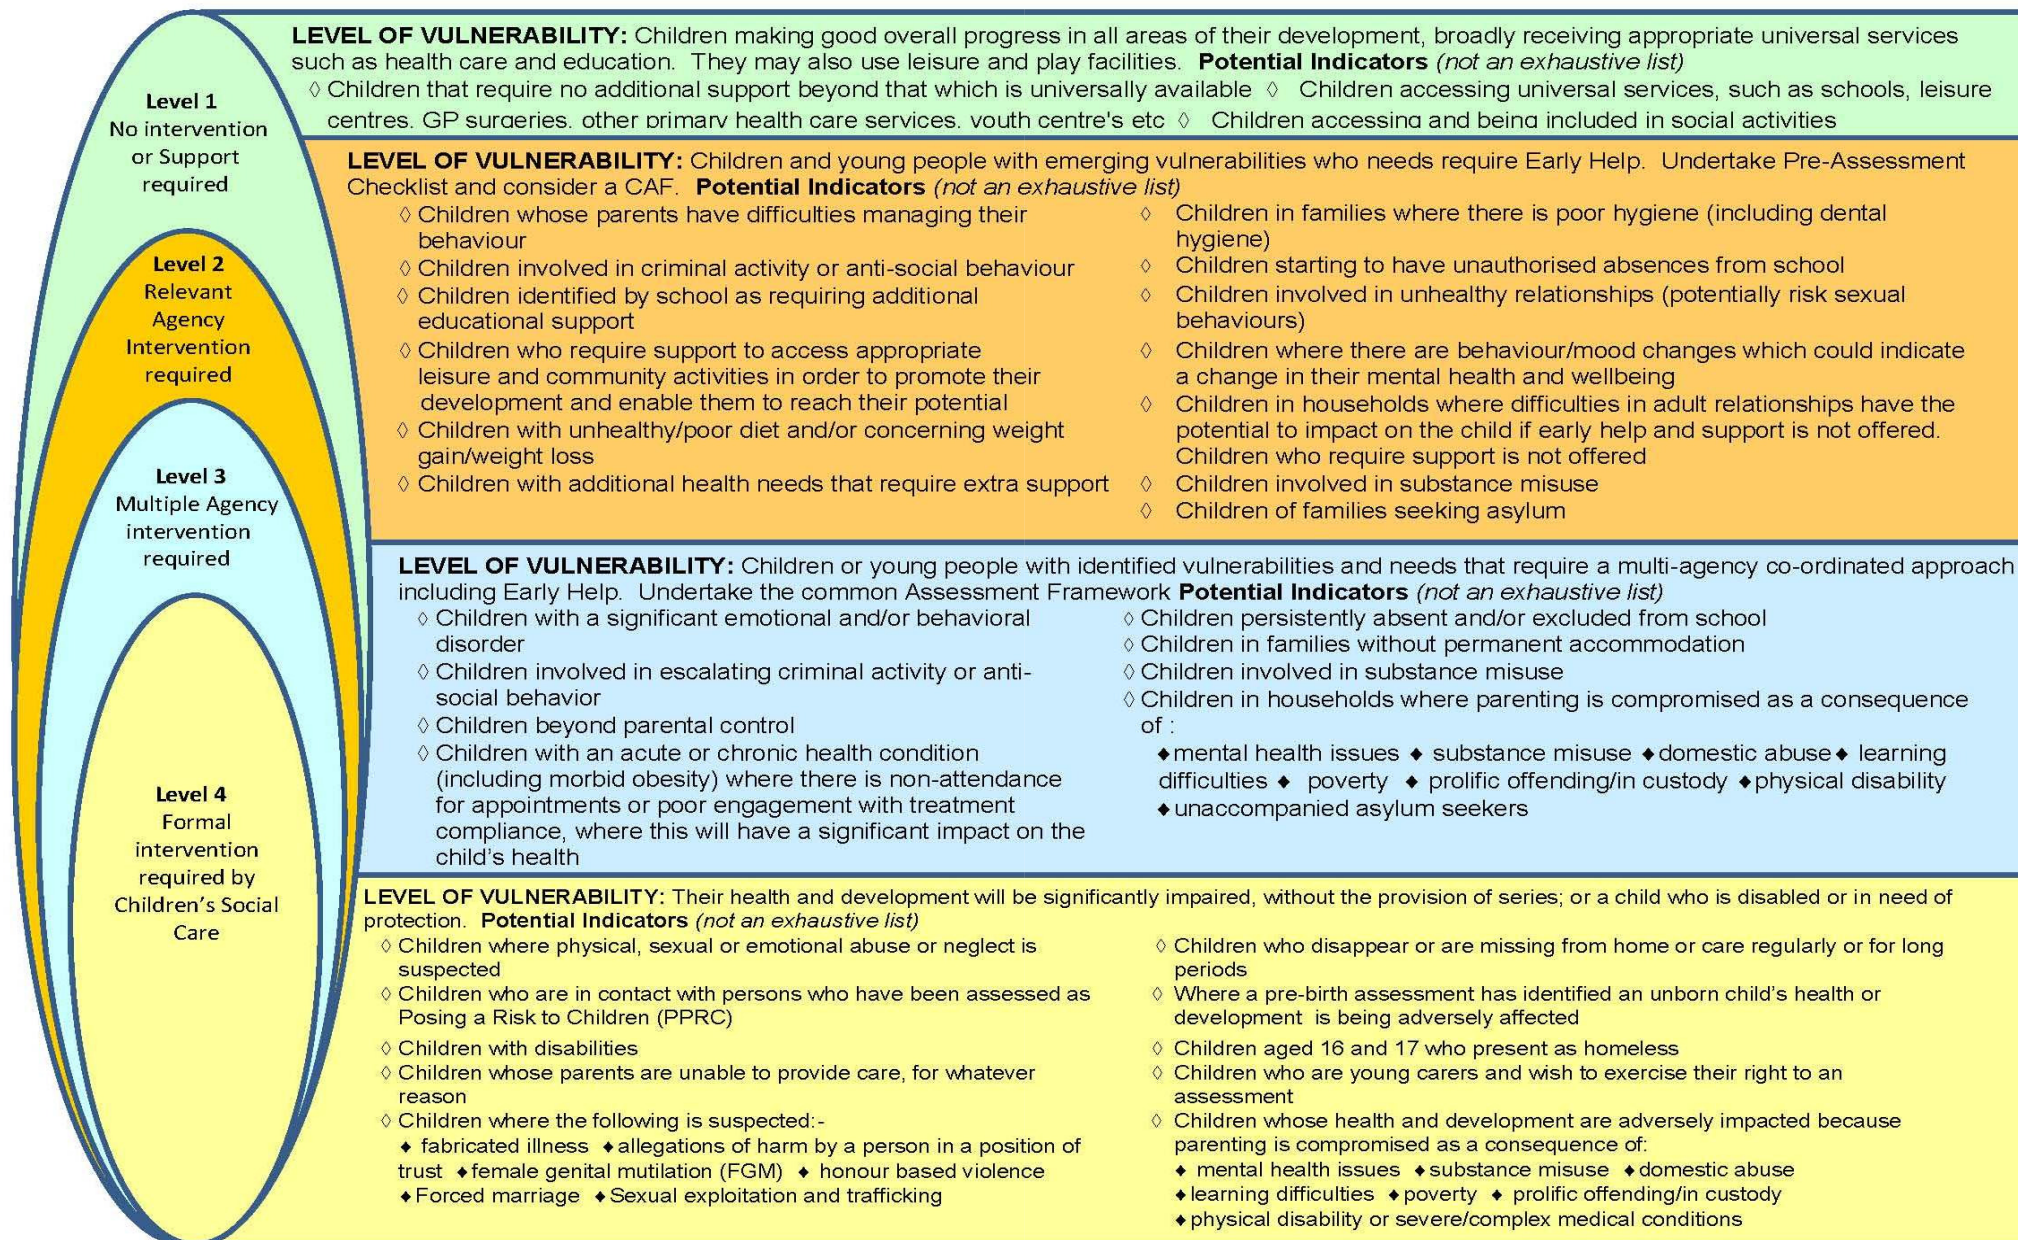 Level 1
No intervention
or Support
required
Level 2
Relevant
Agency
Intervention
required
Level 3
Multiple Agency
intervention
required
Level 4
Formal
intervention
required by
Children's Social
Care
LEVEL OF VULNERABILITY: Children making good overall progress in all areas of their development, broadly receiving appropriate universal services
such as health care and education. They may also use leisure and play facilities. Potential Indicators (not an exhaustive list)
◊ Children that require no additional support beyond that which is universally available ◊ Children accessing universal services, such as schools, leisure
centres, GP surgeries, other primary health care services, youth centre's etc ◊ Children accessing and being included in social activities
LEVEL OF VULNERABILITY: Children and young people with emerging vulnerabilities who needs require Early Help. Undertake Pre-Assessment
Checklist and consider a CAF. Potential Indicators (not an exhaustive list)
◊ Children whose parents have difficulties managing their
behaviour
◊ Children involved in criminal activity or anti-social behaviour
◊ Children identified by school as requiring additional
educational support
◊ Children who require support to access appropriate
leisure and community activities in order to promote their
development and enable them to reach their potential
◊ Children with unhealthy/poor diet and/or concerning weight
gain/weight loss
◊ Children with additional health needs that require extra support
◊ Children in families where there is poor hygiene (including dental
hygiene)
◊ Children starting to have unauthorised absences from school
◊ Children involved in unhealthy relationships (potentially risk sexual
behaviours)
◊ Children where there are behaviour/mood changes which could indicate
a change in their mental health and wellbeing
◊ Children in households where difficulties in adult relationships have the
potential to impact on the child if early help and support is not offered.
Children who require support is not offered
◊ Children involved in substance misuse
◊ Children of families seeking asylum
LEVEL OF VULNERABILITY: Children or young people with identified vulnerabilities and needs that require a multi-agency co-ordinated approach
including Early Help. Undertake the common Assessment Framework Potential Indicators (not an exhaustive list)
◊ Children with a significant emotional and/or behavioral
disorder
◊ Children involved in escalating criminal activity or anti-
social behavior
◊ Children beyond parental control
◊ Children with an acute or chronic health condition
(including morbid obesity) where there is non-attendance
for appointments or poor engagement with treatment
compliance, where this will have a significant impact on the
child's health
◊ Children persistently absent and/or excluded from school
◊ Children in families without permanent accommodation
◊ Children involved in substance misuse
◊ Children in households where parenting is compromised as a consequence
of :
♦mental health issues ♦ substance misuse ♦domestic abuse♦ learning
difficulties ♦ poverty ♦ prolific offending/in custody ♦physical disability
♦unaccompanied asylum seekers
LEVEL OF VULNERABILITY: Their health and development will be significantly impaired, without the provision of series; or a child who is disabled or in need of
protection. Potential Indicators (not an exhaustive list)
◊ Children where physical, sexual or emotional abuse or neglect is
suspected
◊ Children who are in contact with persons who have been assessed as
Posing a Risk to Children (PPRC)
◊ Children with disabilities
◊ Children whose parents are unable to provide care, for whatever
reason
◊ Children where the following is suspected:-
♦ fabricated illness ♦allegations of harm by a person in a position of
trust ♦female genital mutilation (FGM) ♦ honour based violence
♦Forced marriage ♦Sexual exploitation and trafficking
◊ Children who disappear or are missing from home or care regularly or for long
periods
◊ Where a pre-birth assessment has identified an unborn child's health or
development is being adversely affected
◊ Children aged 16 and 17 who present as homeless
◊ Children who are young carers and wish to exercise their right to an
assessment
◊ Children whose health and development are adversely impacted because
parenting is compromised as a consequence of:
♦ mental health issues ♦substance misuse ♦domestic abuse
♦learning difficulties ♦poverty ♦ prolific offending/in custody
♦physical disability or severe/complex medical conditions